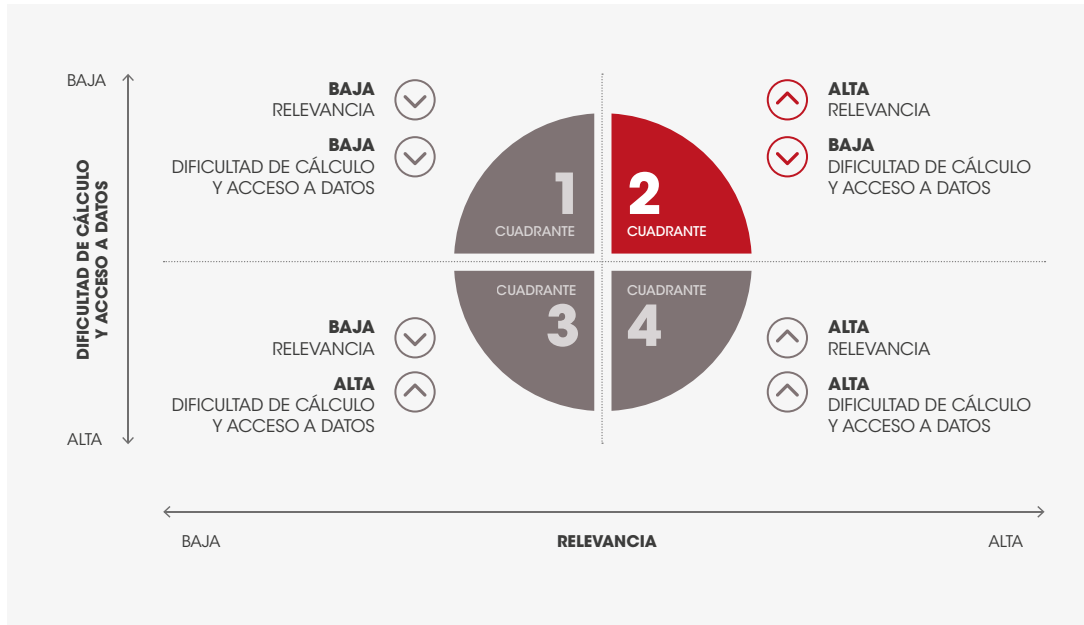 BAJA
DIFICULTAD DE CÁLCULO
Y ACCESO A DATOS
ALTA
BAJA
RELEVANCIA
BAJA
DIFICULTAD DE CÁLCULO
Y ACCESO A DATOS
1
CUADRANTE
2
CUADRANTE
ALTA
RELEVANCIA
BAJA
DIFICULTAD DE CÁLCULO
Y ACCESO A DATOS
BAJA
RELEVANCIA
ALTA
DIFICULTAD DE CÁLCULO
Y ACCESO A DATOS
CUADRANTE
3
CUADRANTE
4
ALTA
RELEVANCIA
ALTA
DIFICULTAD DE CÁLCULO
Y ACCESO A DATOS
BAJA
RELEVANCIA
ALTA